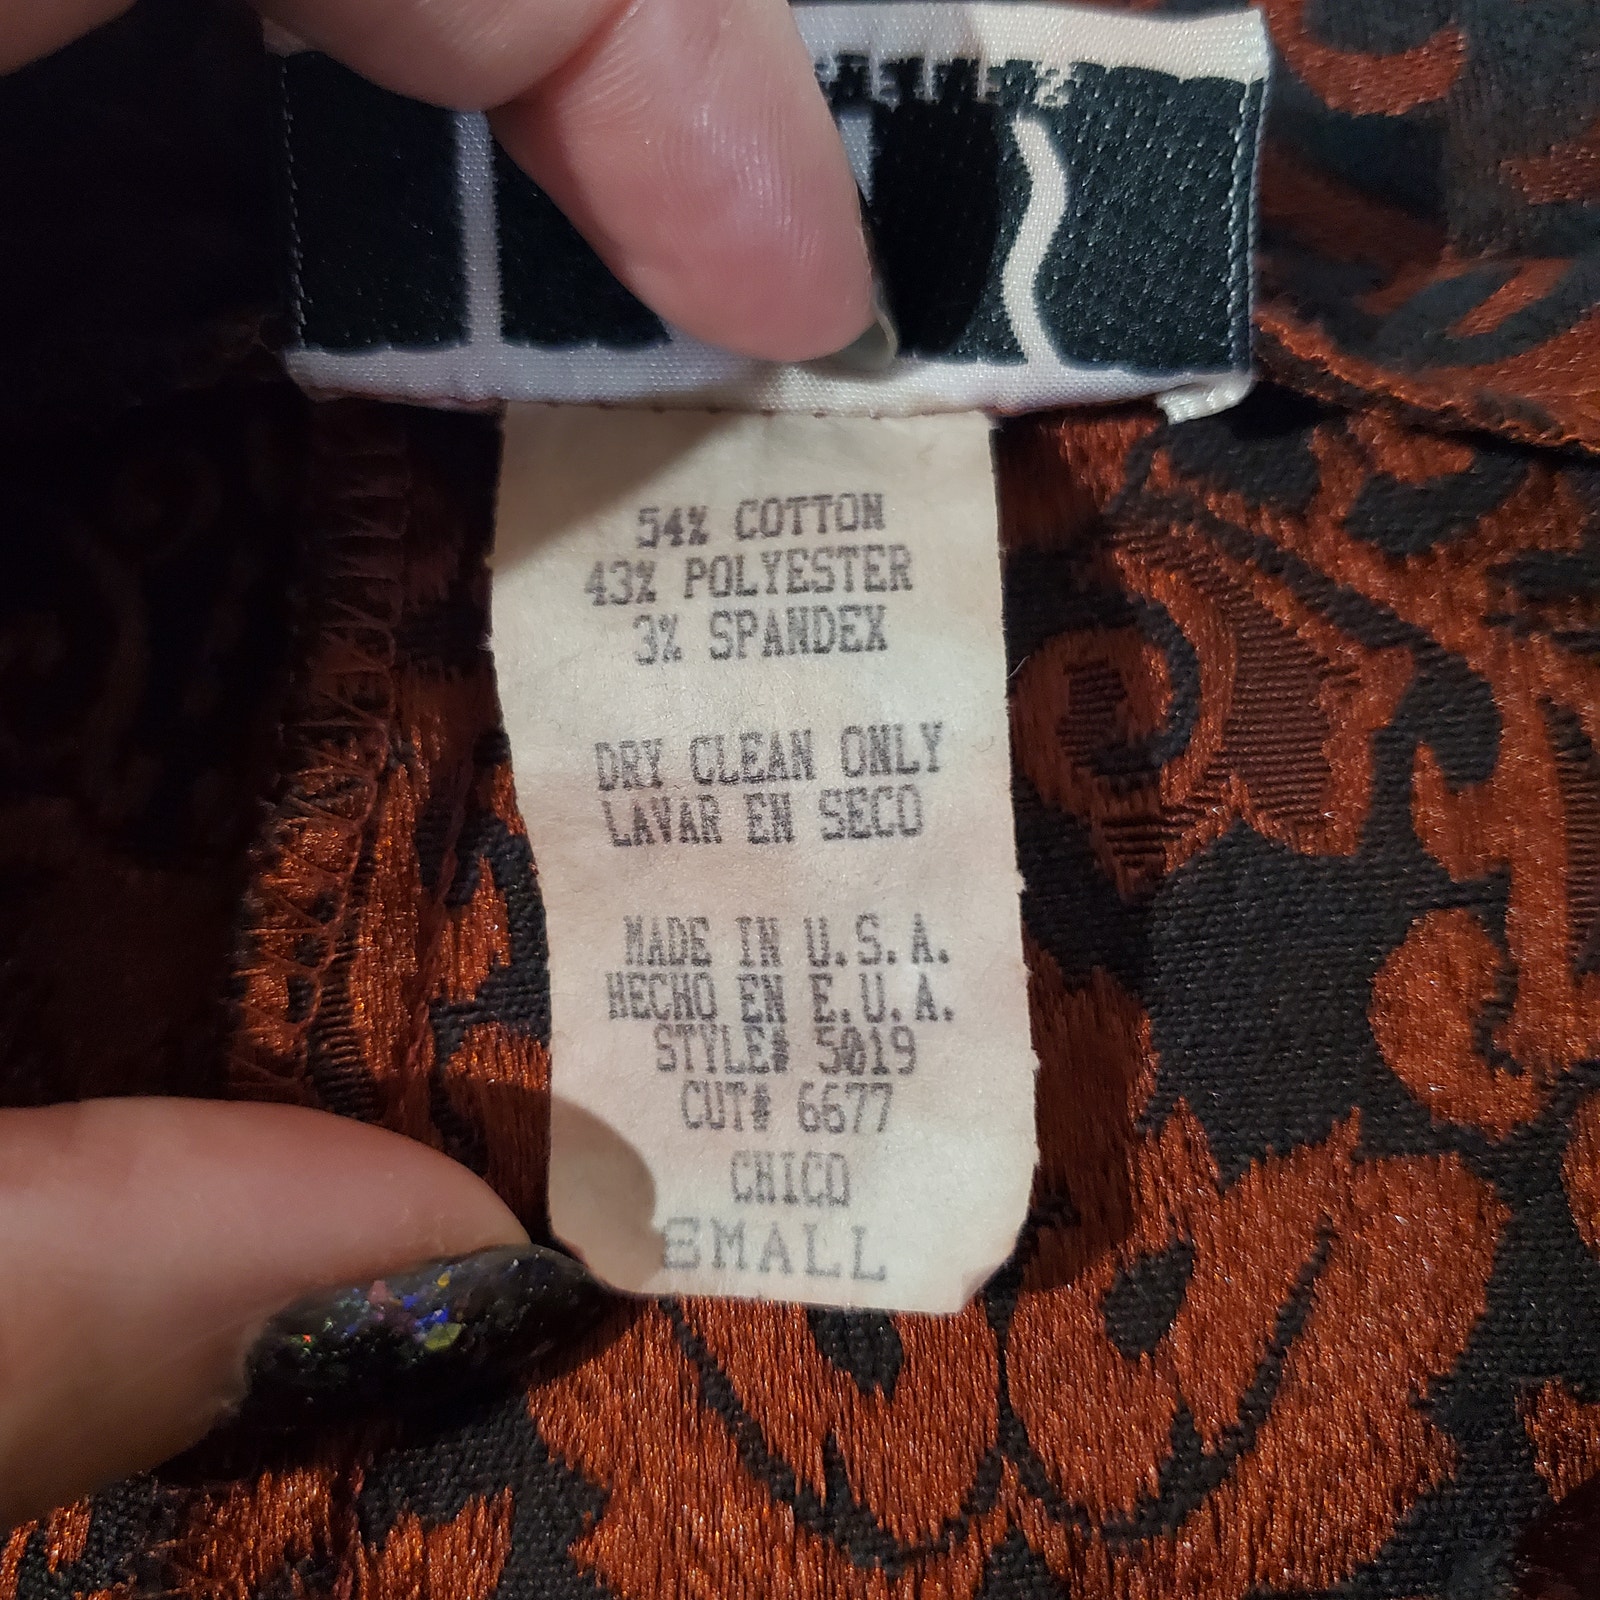 54% COTTON
43% POLYESTER
3% SPANDEX
DRY CLEAN ONLY
LAVAR EN SECO
MADE IN U.S.A.
HECHO EN E.U.A.
STYLE# 5019
CUT# 6677
CHICO
SMALL